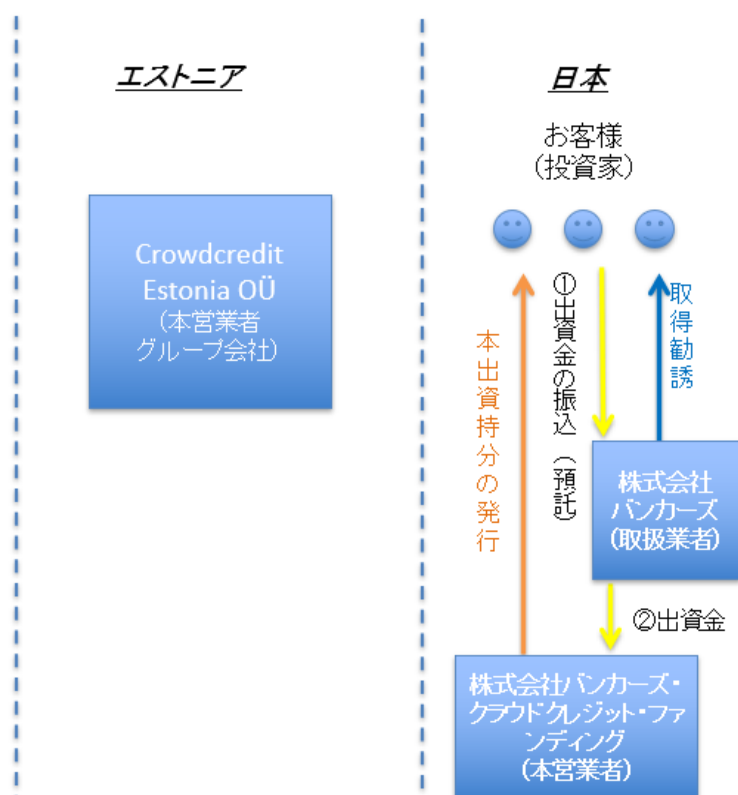 エストニア
Crowdcredit
Estonia OÜ
(本営業者
グループ会社)
日本
お客様
(投資家)
本出資持分の発行
①出資金の振込(預託)
取得勧誘
株式会社
バンカーズ
(取扱業者)
②出資金
株式会社バンカーズ・
クラウドクレジット・ファ
ンディング
(本営業者)